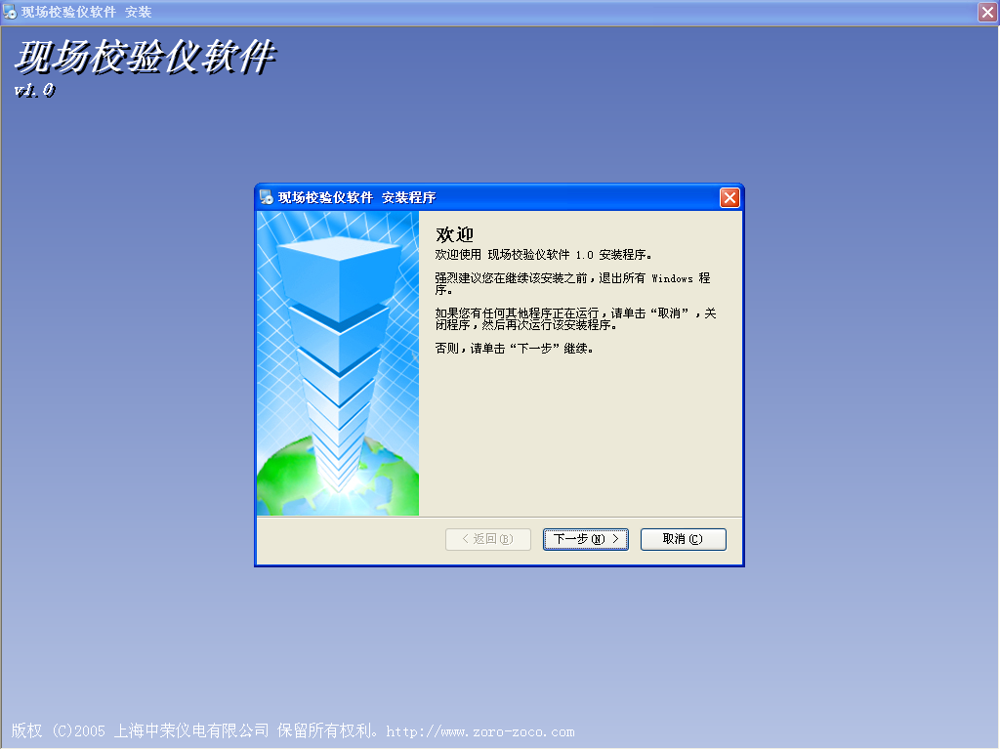 现场校验仪软件 安装
现场校验仪软件
v1.0
现场校验仪软件 安装程序
欢迎
欢迎使用 现场校验仪软件 1.0 安装程序。
强烈建议您在继续该安装之前，退出所有 Windows 程
序。
如果您有任何其他程序正在运行，请单击“取消”，关
闭程序，然后再次运行该安装程序。
否则，请单击“下一步”继续。
< 返回(B)
下一步(N) >
取消(C)
版权 (C)2005 上海中荣仪电有限公司 保留所有权利。http://www.zoro-zoco.com